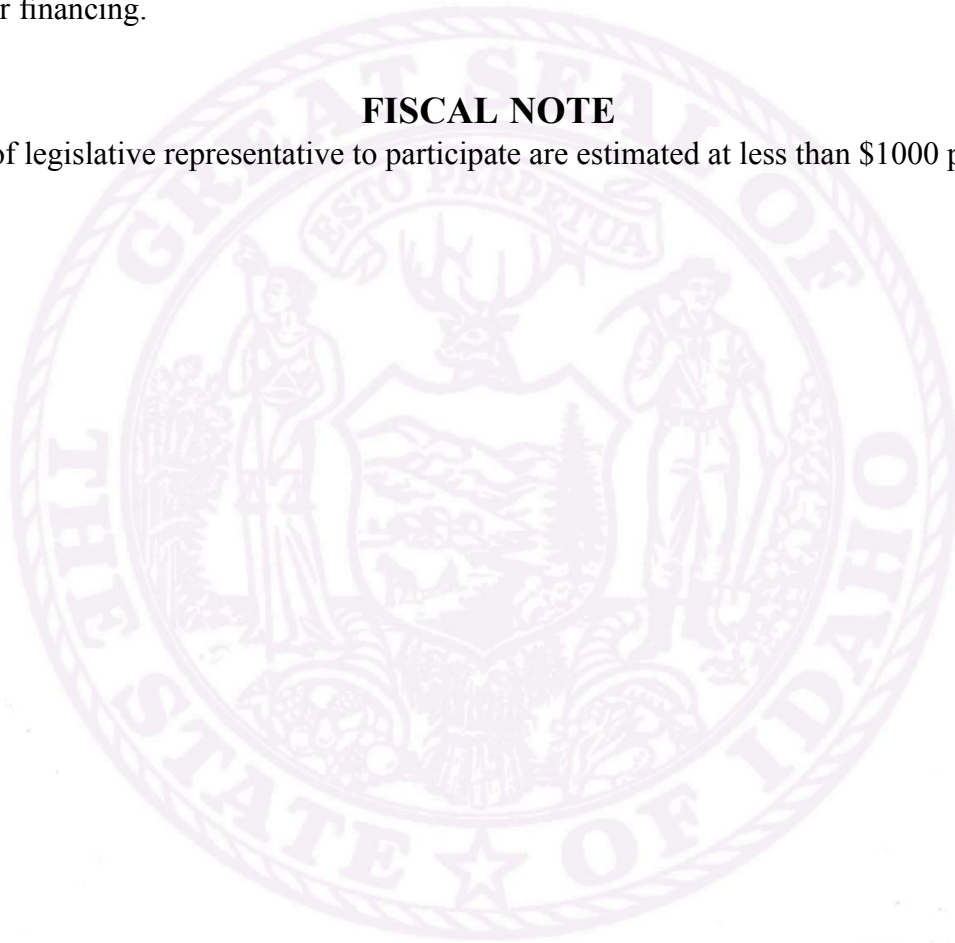 r financing.
FISCAL NOTE
of legislative representative to participate are estimated at less than $1000 p
GREAT SEAL OF
ESTO PERPETUA
THE STATE OF IDAHO